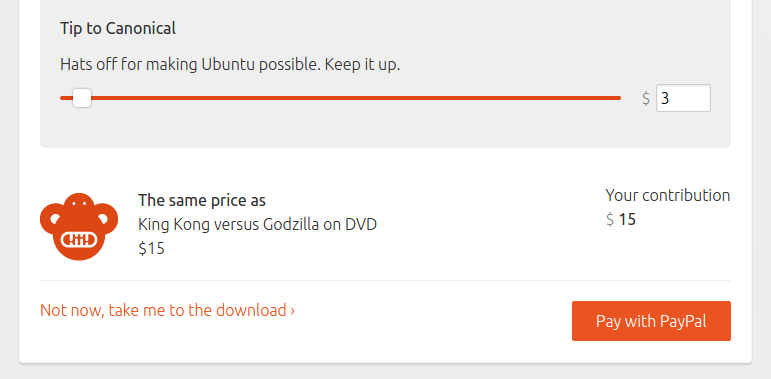 Tip to Canonical
Hats off for making Ubuntu possible. Keep it up.
$ 3
The same price as
King Kong versus Godzilla on DVD
$15
Your contribution
$ 15
Not now, take me to the download ›
Pay with PayPal